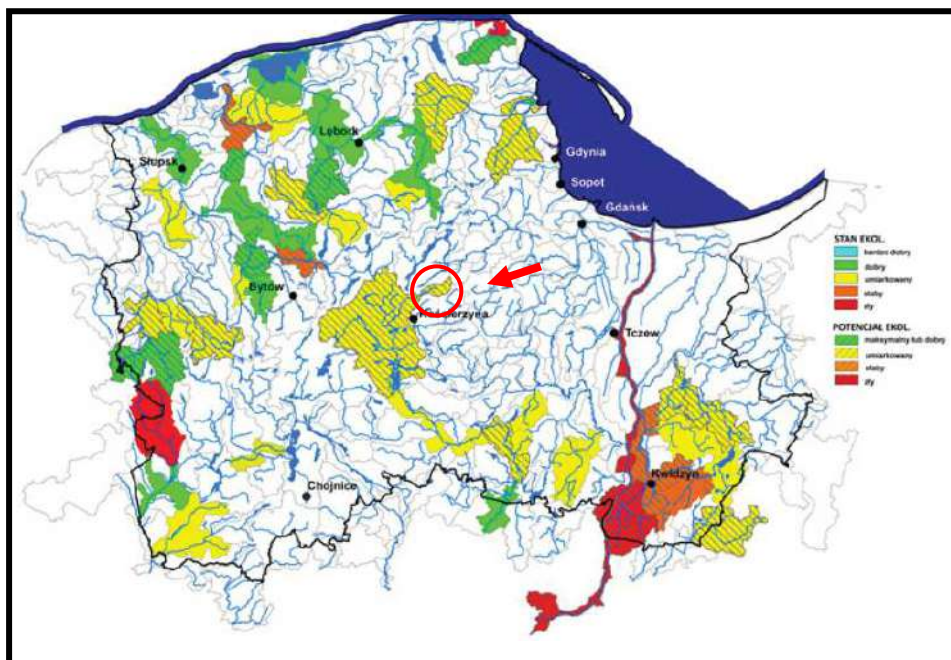 Lębork
Słupsk
Gdynia
Sopot
Gdańsk
Bytów
Kościerzyna
Tczew
Chojnice
Kwidzyn
STAN EKOL.
bardzo dobry
dobry
umiarkowany
słaby
zły
POTENCJAŁ EKOL.
maksymalny lub dobry
umiarkowany
słaby
zły